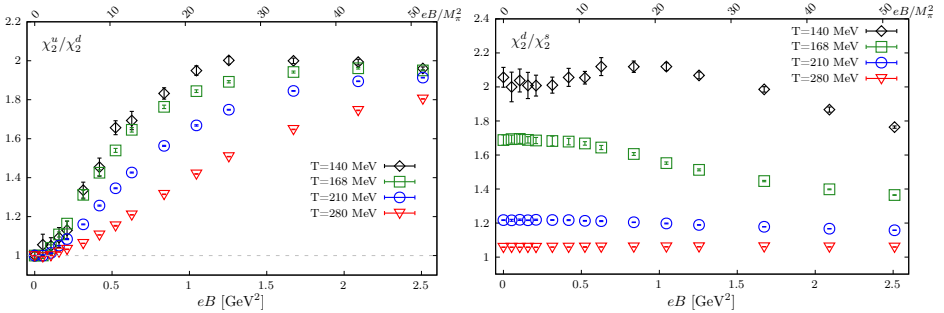 0 10 20 30 40 50 eB/M_π^2
χ_2^u/χ_2^d
2.2
2
1.8
1.6
1.4
1.2
1
T=140 MeV
T=168 MeV
T=210 MeV
T=280 MeV
0 0.5 1 1.5 2 2.5
eB [GeV^2]
0 10 20 30 40 50 eB/M_π^2
χ_2^d/χ_2^s
2.4
2.2
2
1.8
1.6
1.4
1.2
1
T=140 MeV
T=168 MeV
T=210 MeV
T=280 MeV
0 0.5 1 1.5 2 2.5
eB [GeV^2]